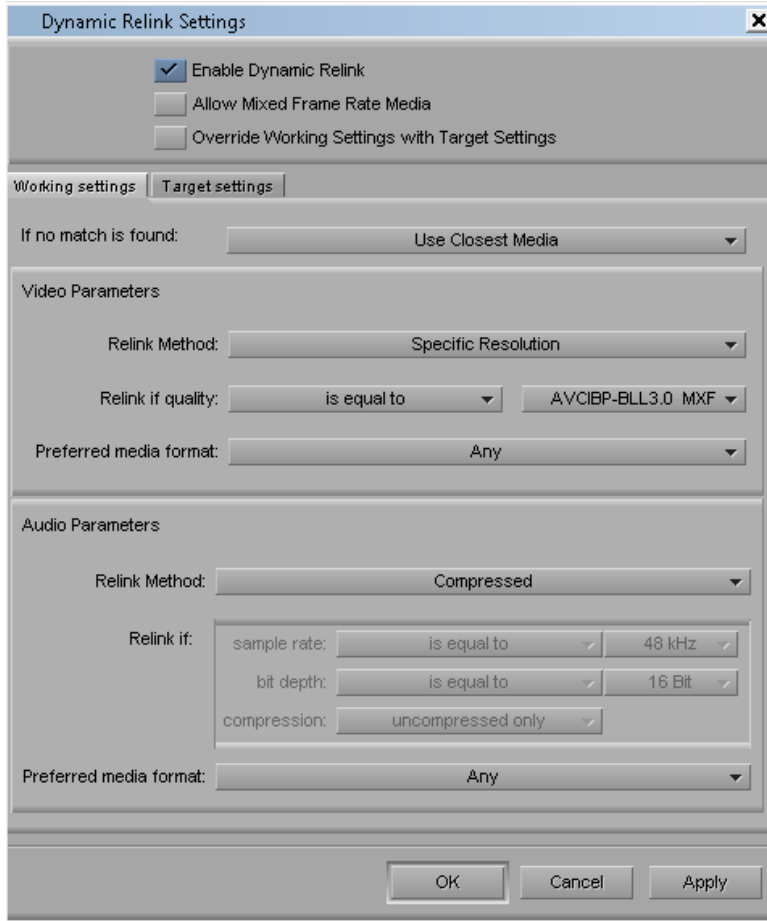 Dynamic Relink Settings
Enable Dynamic Relink
Allow Mixed Frame Rate Media
Override Working Settings with Target Settings
Working settings Target settings
If no match is found: Use Closest Media
Video Parameters
Relink Method: Specific Resolution
Relink if quality: is equal to AVCIBP-BLL3.0 MXF
Preferred media format: Any
Audio Parameters
Relink Method: Compressed
Relink if: sample rate: is equal to 48 kHz
bit depth: is equal to 16 Bit
compression: uncompressed only
Preferred media format: Any
OK Cancel Apply